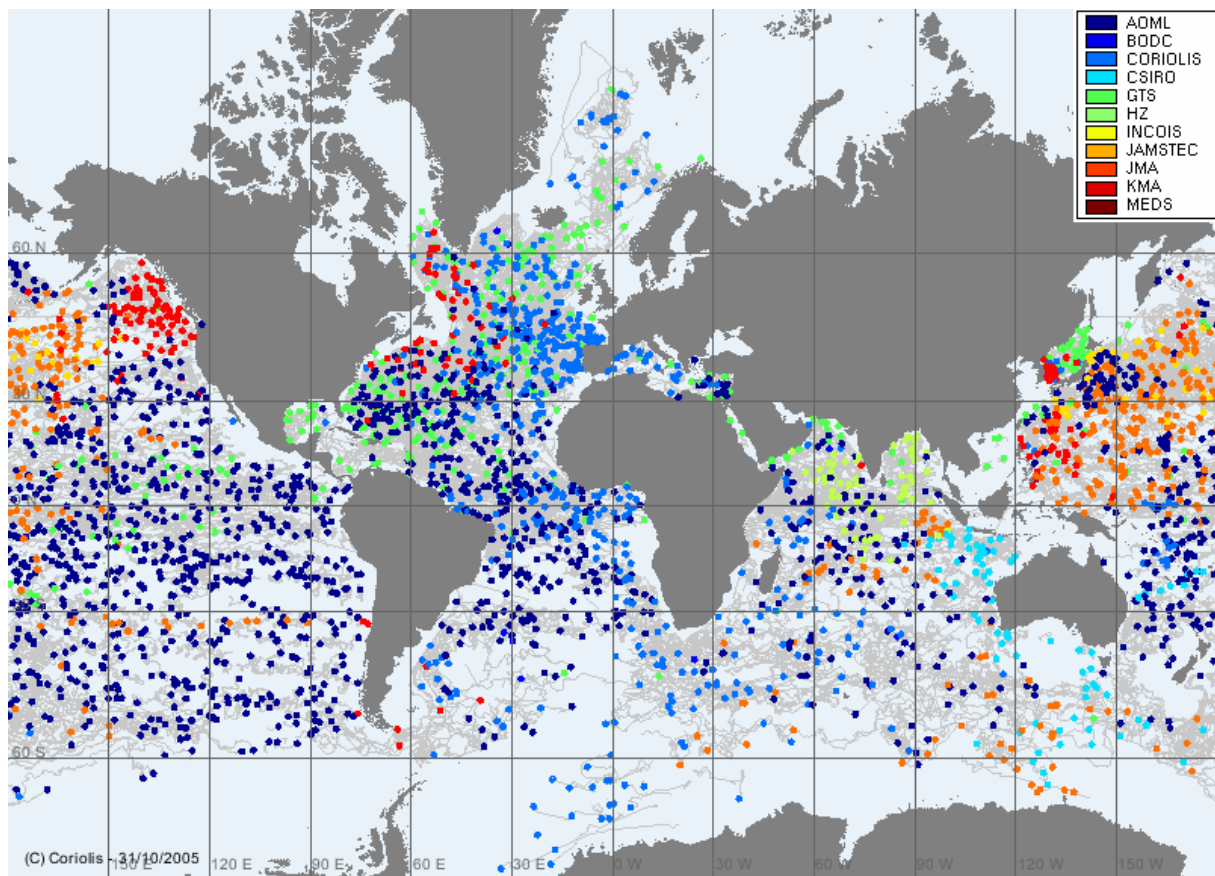 AOML
BODC
CORIOLIS
CSIRO
GTS
HZ
INCOIS
JAMSTEC
JMA
KMA
MEDS
60 N
60 S
(C) Coriolis - 31/10/2005
150 E 120 E 90 E 60 E 30 E 0 W 30 W 60 W 90 W 120 W 150 W